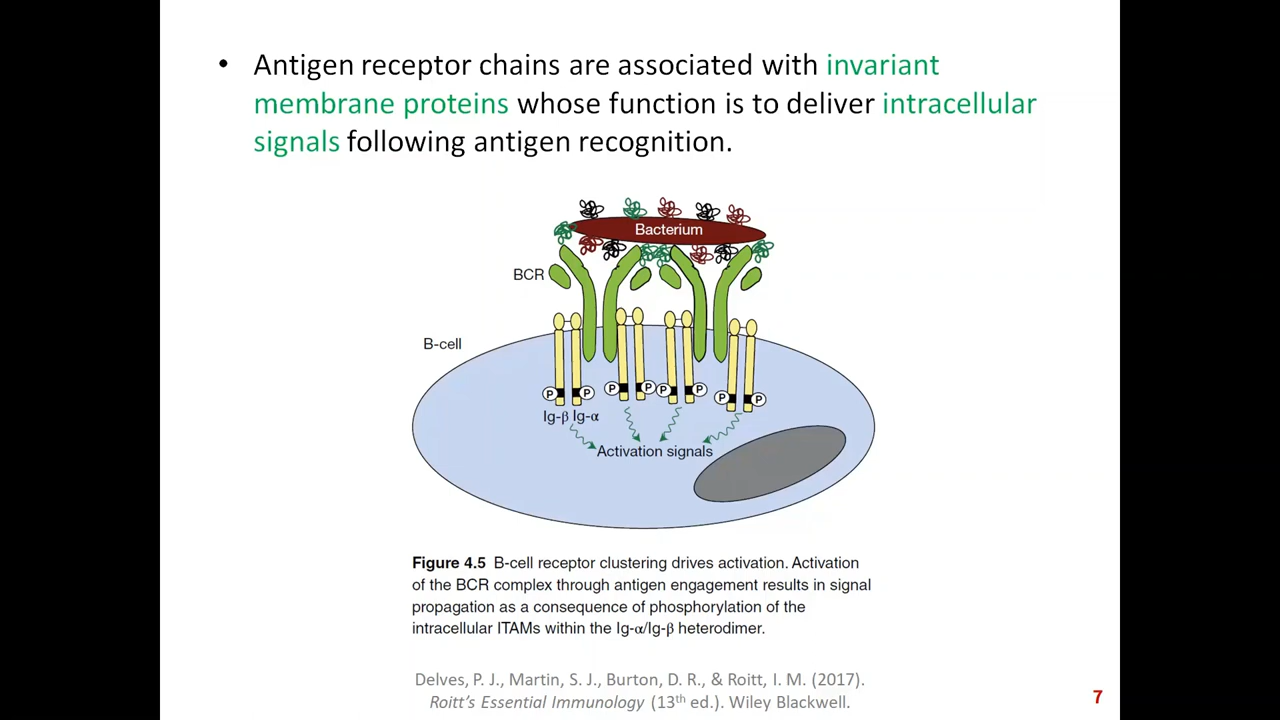 • Antigen receptor chains are associated with invariant
membrane proteins whose function is to deliver intracellular
signals following antigen recognition.
Bacterium
BCR
B-cell
P P P P P P P P
Ig-β Ig-α
Activation signals
Figure 4.5 B-cell receptor clustering drives activation. Activation
of the BCR complex through antigen engagement results in signal
propagation as a consequence of phosphorylation of the
intracellular ITAMs within the Ig-α/Ig-β heterodimer.
Delves, P. J., Martin, S. J., Burton, D. R., & Roitt, I. M. (2017).
Roitt’s Essential Immunology (13th ed.). Wiley Blackwell.
7